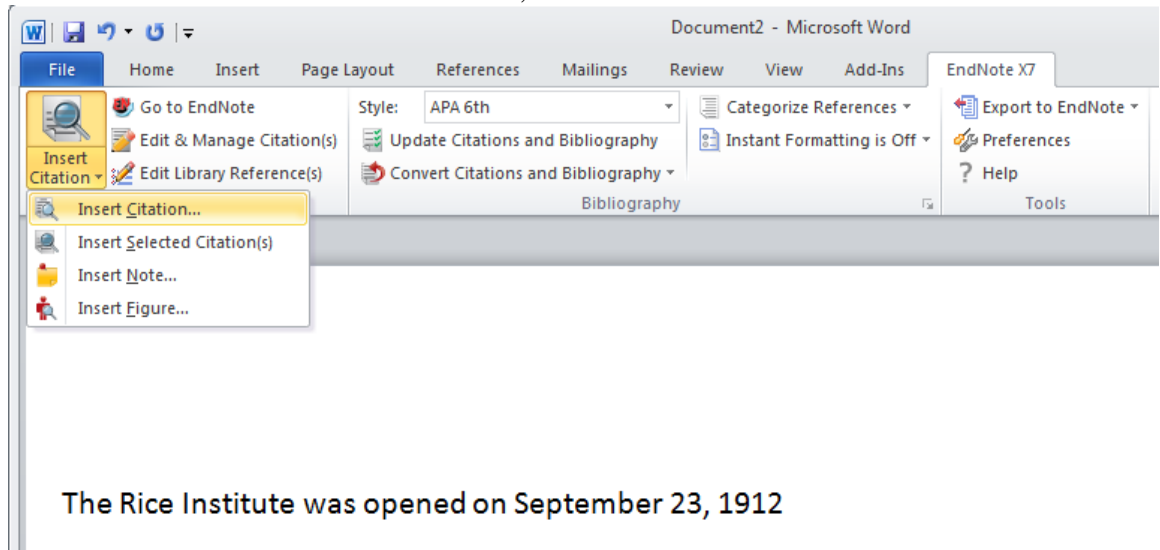 W
Document2 - Microsoft Word
File Home Insert Page Layout References Mailings Review View Add-Ins EndNote X7
Insert Citation
Go to EndNote
Edit & Manage Citation(s)
Edit Library Reference(s)
Style: APA 6th
Update Citations and Bibliography
Convert Citations and Bibliography
Bibliography
Categorize References
Instant Formatting is Off
Export to EndNote
Preferences
? Help
Tools
Insert Citation...
Insert Selected Citation(s)
Insert Note...
Insert Figure...
The Rice Institute was opened on September 23, 1912